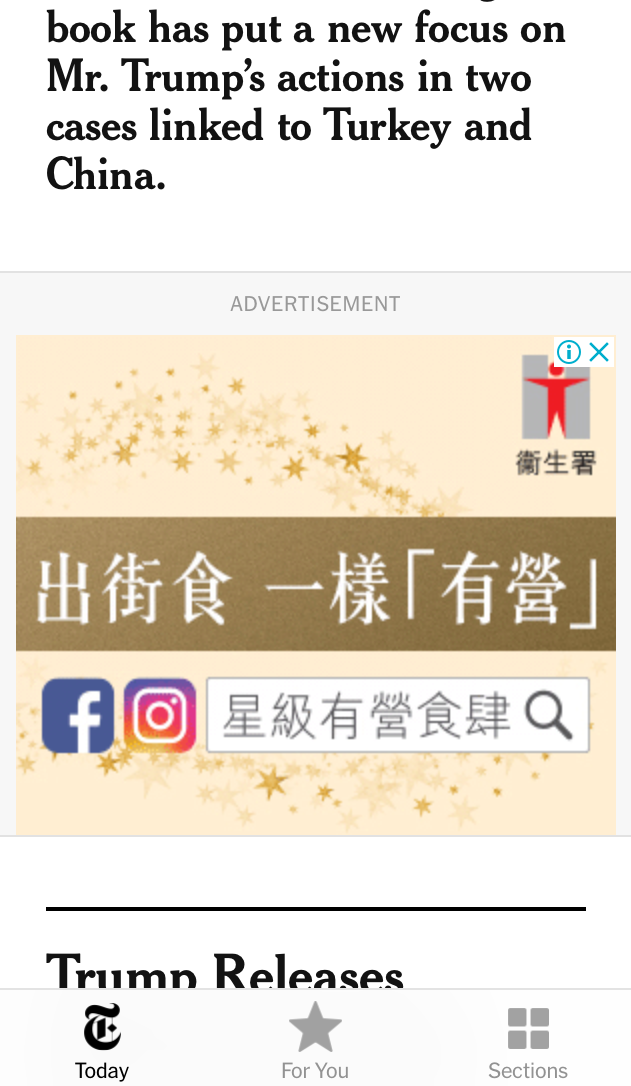 book has put a new focus on
Mr. Trump’s actions in two
cases linked to Turkey and
China.
ADVERTISEMENT
衞生署
出街食 一樣「有營」
星級有營食肆
Trump Releases
Today
For You
Sections